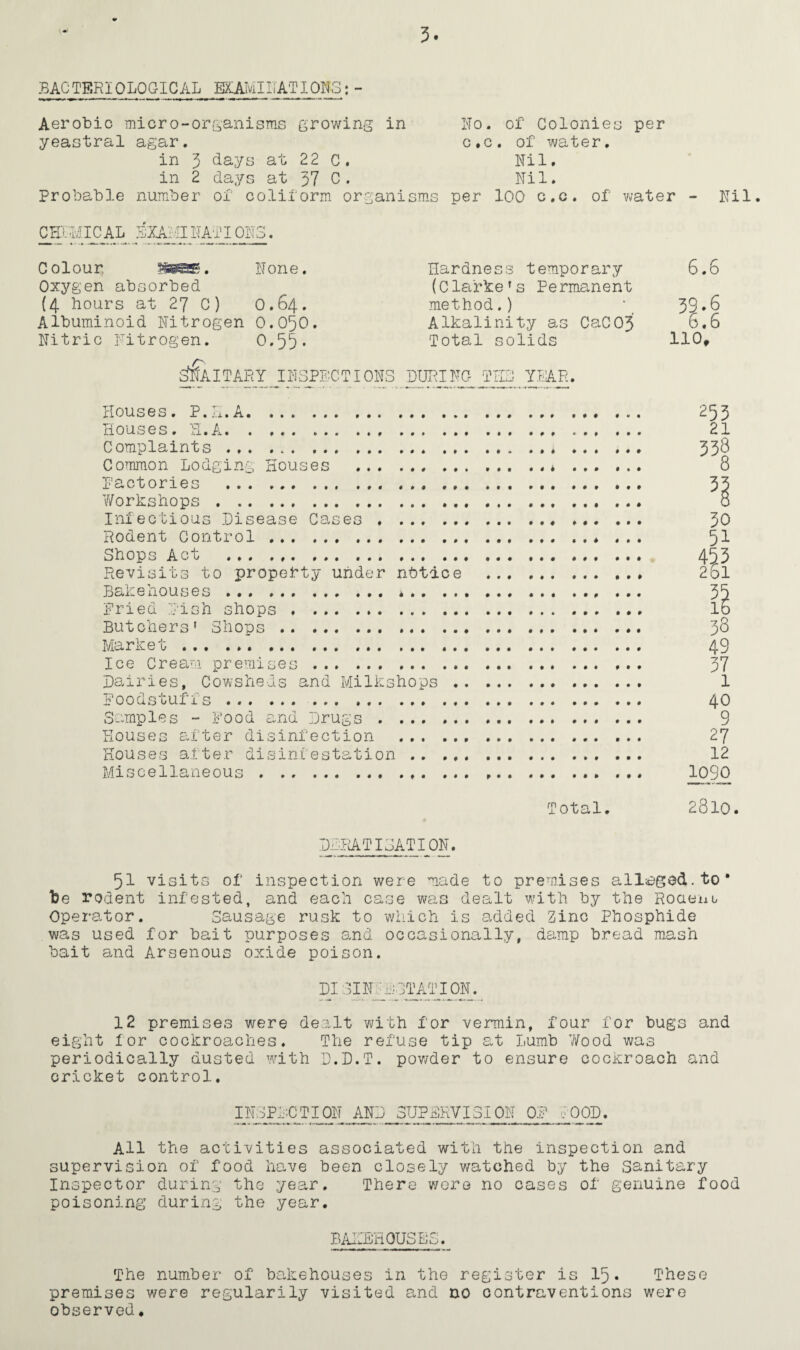 3.
BACTERIOLOGICAL EXAMINATIONS:-
Aerobic micro-organisms growing in No. of Colonies per
yeastral agar. c.c. of water.
in 3 days at 22 C. Nil.
in 2 days at 37 C. Nil.
Probable number of coliform organisms per 100 c.c. of water - Nil.
CHEMICAL EXAMINATIONS.
Colour . None. Hardness temporary 6.6
Oxygen absorbed (Clarke's Permanent
(4 hours at 27 C) 0.64. method.) 39.6
Albuminoid Nitrogen 0.050. Alkalinity as CaCO3 6.6
Nitric Nitrogen. 0.55. Total solids 110.
SNAITARY INSPECTIONS DURING THE YEAR.
Houses. P.H.A. ... 253
Houses. H.A. ... 21
Complaints ... 338
Common Lodging Houses ... 8
Factories ... 33
Workshops ... 8
Infectious Disease Cases ... 30
Rodent Control ... 51
Shops Act ... 453
Revisits to property under notice ... 261
Bakehouses ... 35
Fried Fish shops ... 16
Butchers' Shops ... 38
Market ... 49
Ice Cream premises ... 37
Dairies, Cowsheds and Milkshops ... 1
Foodstuffs ... 40
Samples - Food and Drugs ... 9
Houses after disinfection ... 27
Houses after disinfestation ... 12
Miscellaneous ... 1090
Total. 2810.
DERATISATION.
51 visits of inspection were made to premises alleged.to
be rodent infested, and each case was dealt with by the Rodent
Operator. Sausage rusk to which is added Zinc Phosphide
was used for bait purposes and occasionally, damp bread mash
bait and Arsenous oxide poison.
DISINFESTATION.
12 premises were dealt with for vermin, four for bugs and
eight for cockroaches. The refuse tip at Lumb Wood was
periodically dusted with D.D.T. powder to ensure cockroach and
cricket control.
INSPECTION AND SUPERVISION OF FOOD.
All the activities associated with the inspection and
supervision of food have been closely watched by the Sanitary
Inspector during the year. There were no cases of genuine food
poisoning during the year.
BAKEHOUSES.
The number of bakehouses in the register is 15. These
premises were regularily visited and no contraventions were
observed.